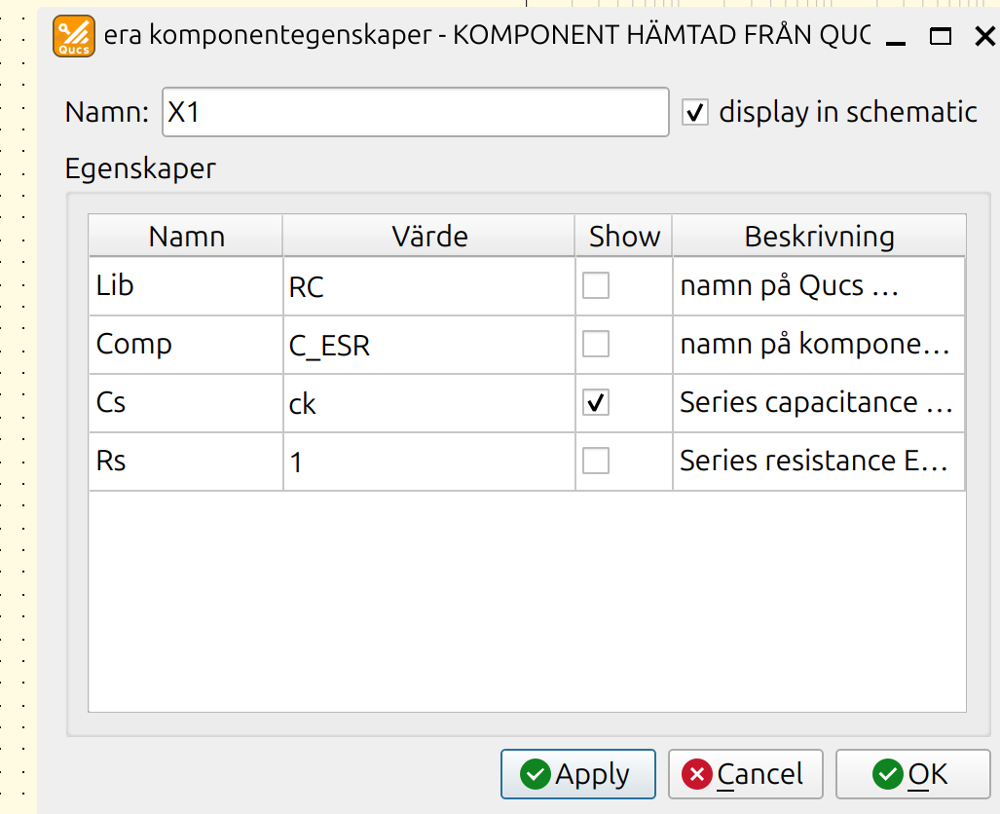 Qucs era komponentegenskaper - KOMPONENT HÄMTAD FRÅN QUC
Namn: X1 display in schematic
Egenskaper
Namn Värde Show Beskrivning
Lib RC namn på Qucs ...
Comp C_ESR namn på kompone...
Cs ck Series capacitance ...
Rs 1 Series resistance E...
Apply Cancel OK